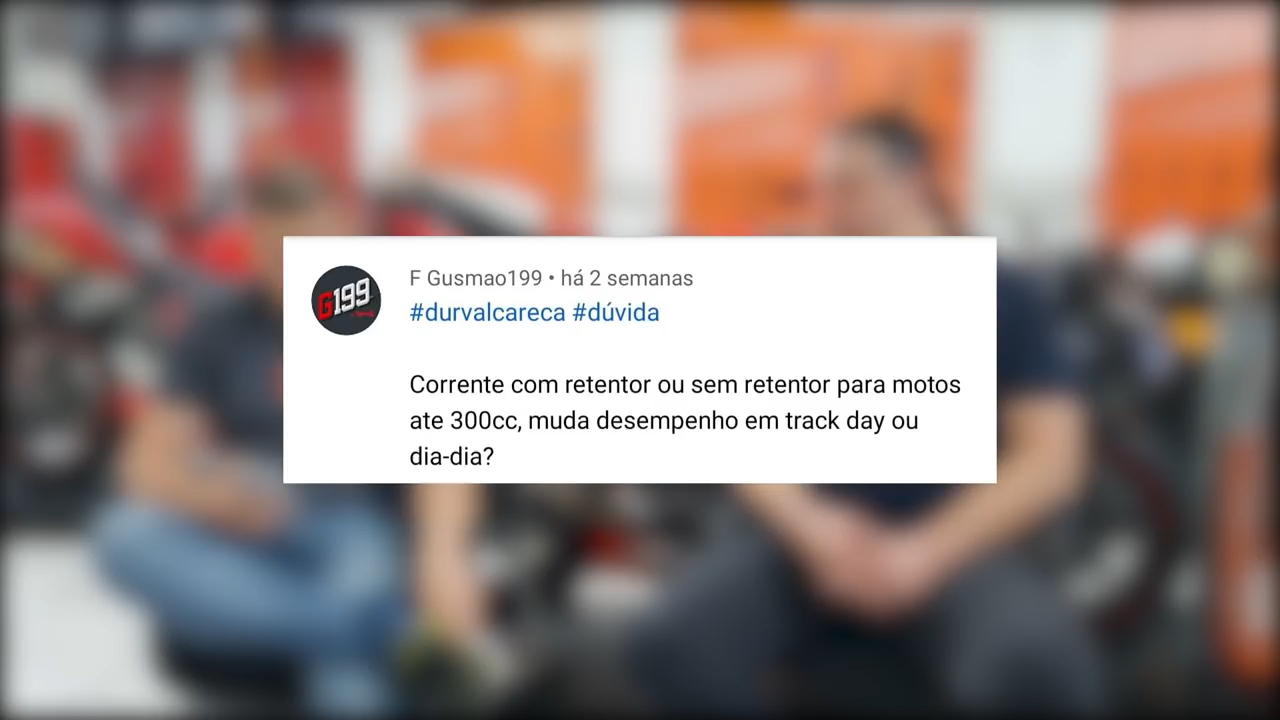 G199
F Gusmao199 • há 2 semanas
#durvalcareca #dúvida
Corrente com retentor ou sem retentor para motos
ate 300cc, muda desempenho em track day ou
dia-dia?